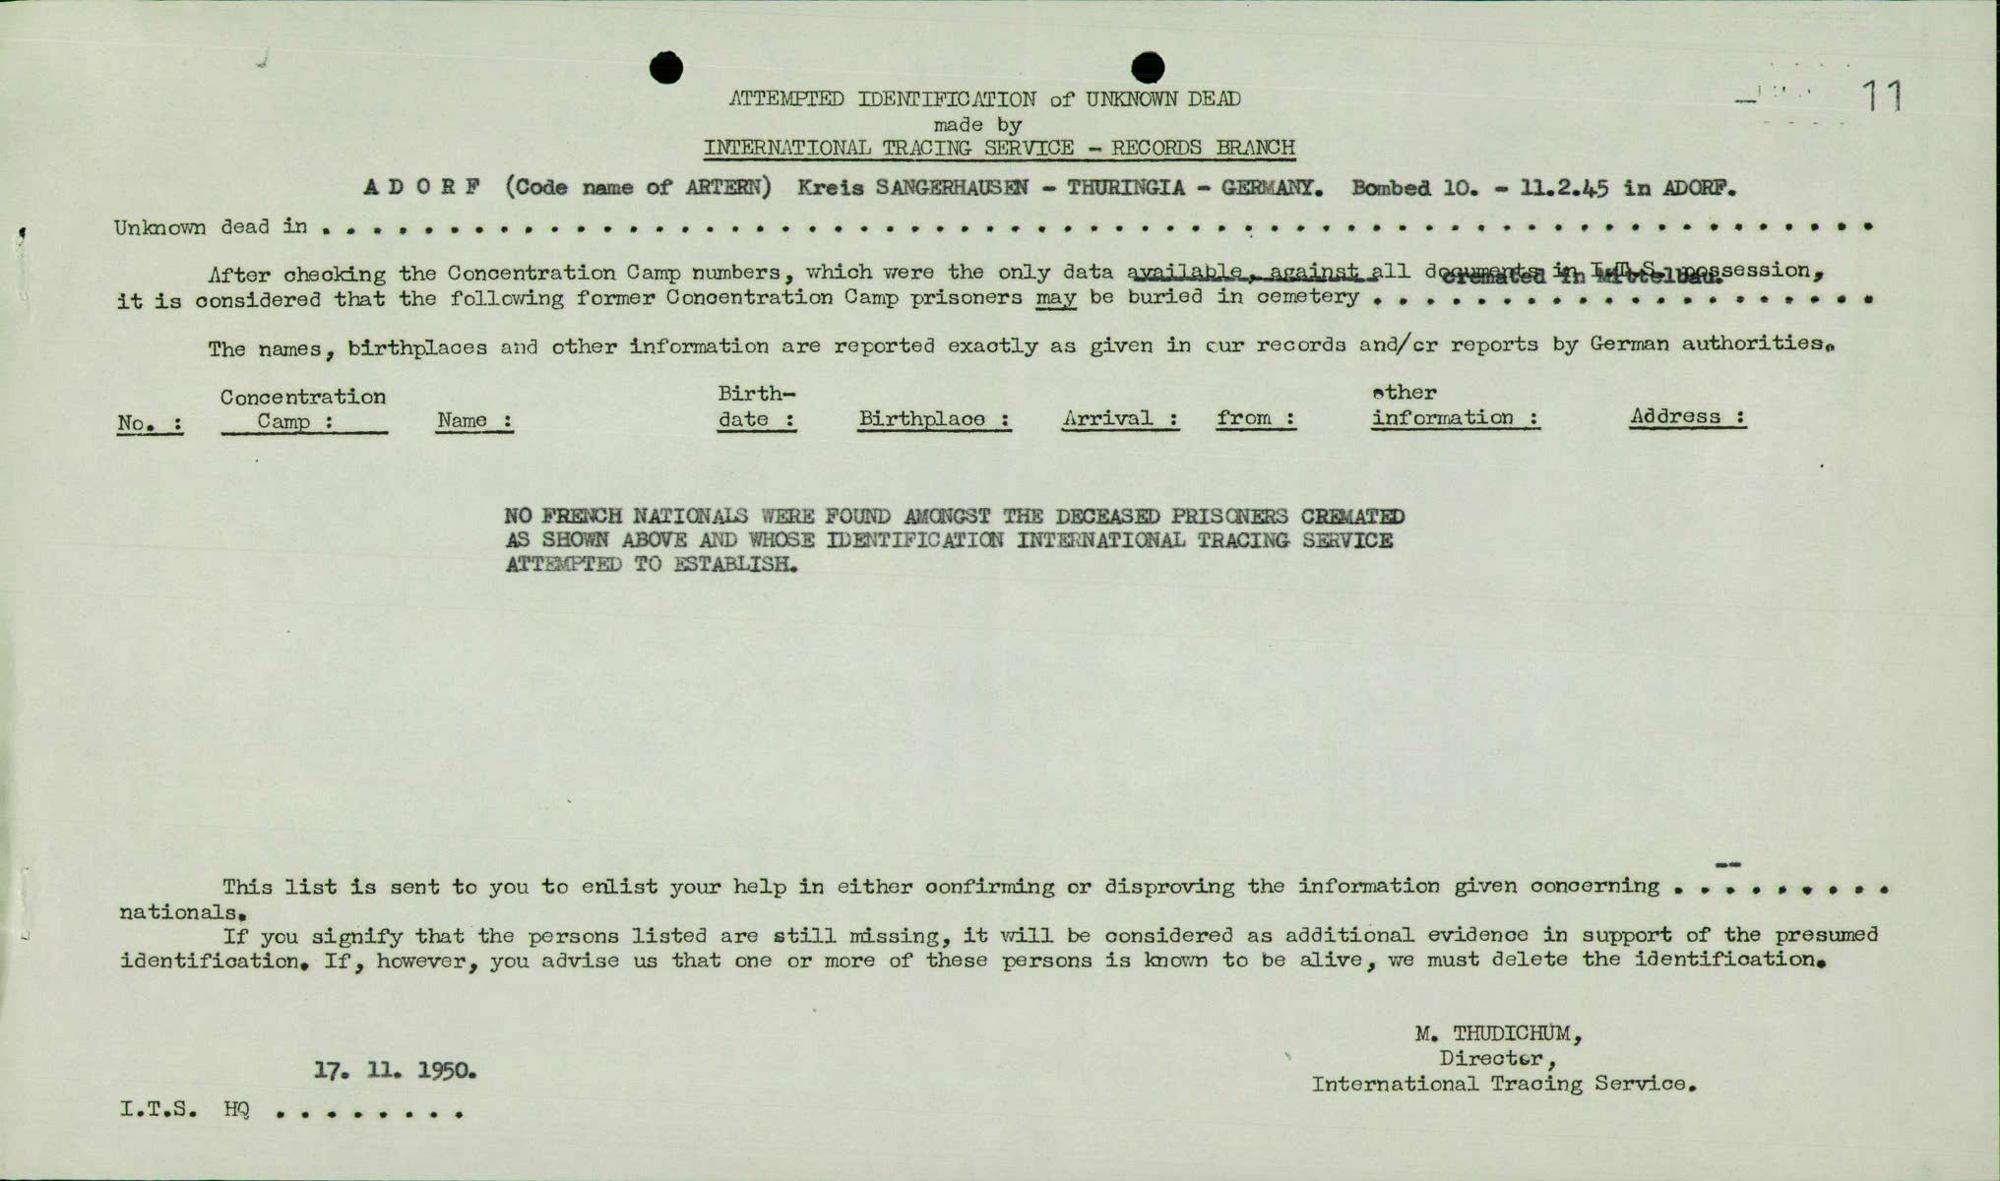 11
ATTEMPTED IDENTIFICATION of UNKNOWN DEAD
made by
INTERNATIONAL TRACING SERVICE - RECORDS BRANCH
A D O R F (Code name of ARTERN) Kreis SANGERHAUSEN - THURINGIA - GERMANY. Bombed 10. - 11.2.45 in ADORF.
Unknown dead in . . . . . . . . . . . . . . . . . . . . . . . . . . . . . . . . . . . . . . . . . . . . . . . . . . . . . . . . . . . . .
After checking the Concentration Camp numbers, which were the only data available, against all documents in I.T.S. possession,
cremated in Mittelbau.
it is considered that the following former Concentration Camp prisoners may be buried in cemetery . . . . . . . . . . . . . . . . . . . .
The names, birthplaces and other information are reported exactly as given in our records and/or reports by German authorities.
No. : Concentration Camp : Name : Birth-date : Birthplace : Arrival : from : other information : Address :
NO FRENCH NATIONALS WERE FOUND AMONGST THE DECEASED PRISONERS CREMATED
AS SHOWN ABOVE AND WHOSE IDENTIFICATION INTERNATIONAL TRACING SERVICE
ATTEMPTED TO ESTABLISH.
--
This list is sent to you to enlist your help in either confirming or disproving the information given concerning . . . . . . . . .
nationals.
If you signify that the persons listed are still missing, it will be considered as additional evidence in support of the presumed
identification. If, however, you advise us that one or more of these persons is known to be alive, we must delete the identification.
M. THUDICHUM,
Director,
International Tracing Service.
17. 11. 1950.
I.T.S. HQ . . . . . . . .